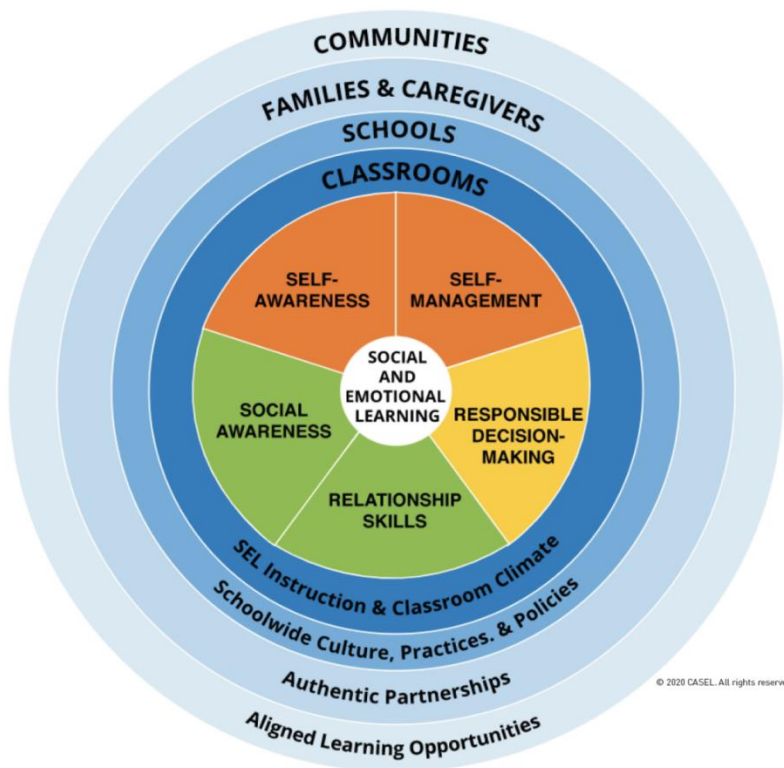 COMMUNITIES
FAMILIES & CAREGIVERS
SCHOOLS
CLASSROOMS
SELF-
AWARENESS
SELF-
MANAGEMENT
SOCIAL
AND
EMOTIONAL
LEARNING
SOCIAL
AWARENESS
RESPONSIBLE
DECISION-
MAKING
RELATIONSHIP
SKILLS
SEL Instruction & Classroom Climate
Schoolwide Culture, Practices. & Policies
Authentic Partnerships
Aligned Learning Opportunities
© 2020 CASEL. All rights reserve